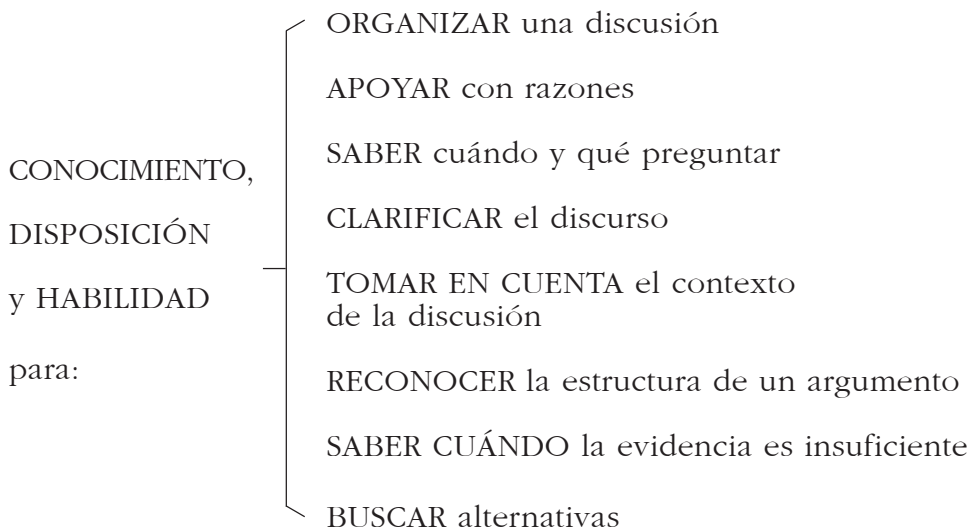 CONOCIMIENTO,
DISPOSICIÓN
y HABILIDAD
para:
ORGANIZAR una discusión
APOYAR con razones
SABER cuándo y qué preguntar
CLARIFICAR el discurso
TOMAR EN CUENTA el contexto
de la discusión
RECONOCER la estructura de un argumento
SABER CUÁNDO la evidencia es insuficiente
BUSCAR alternativas